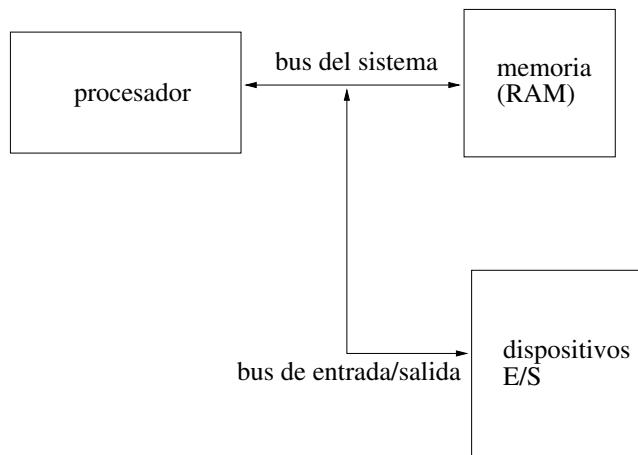 bus del sistema
procesador
memoria
(RAM)
bus de entrada/salida
dispositivos
E/S